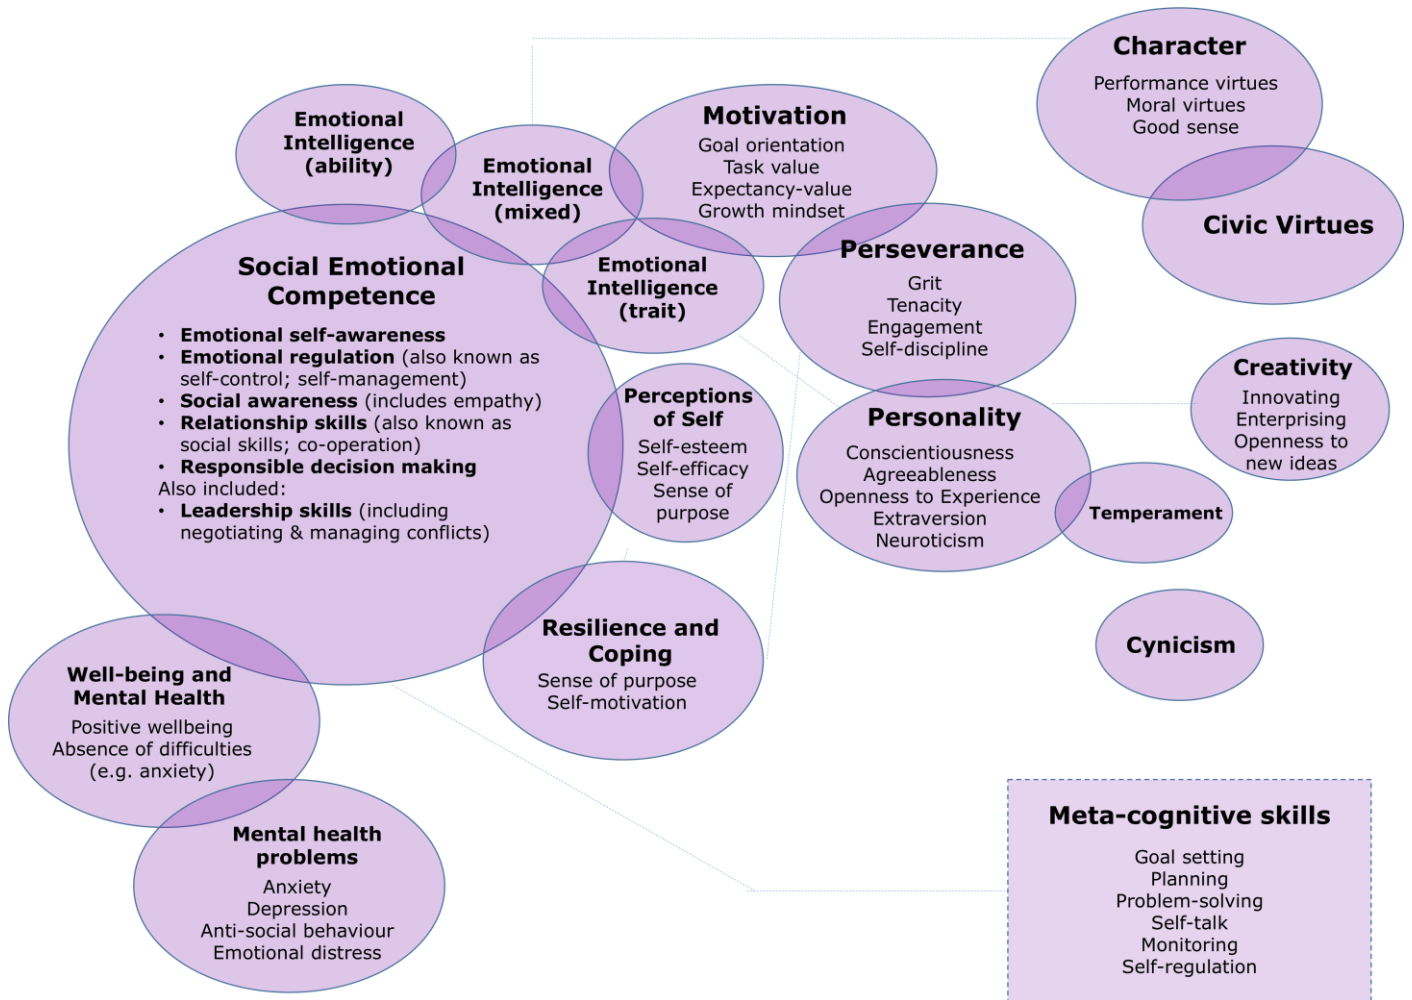 Character
Performance virtues
Moral virtues
Good sense
Emotional
Intelligence
(ability)
Emotional
Intelligence
(mixed)
Motivation
Goal orientation
Task value
Expectancy-value
Growth mindset
Civic Virtues
Social Emotional
Competence
• Emotional self-awareness
• Emotional regulation (also known as
self-control; self-management)
• Social awareness (includes empathy)
• Relationship skills (also known as
social skills; co-operation)
• Responsible decision making
Also included:
• Leadership skills (including
negotiating & managing conflicts)
Emotional
Intelligence
(trait)
Perseverance
Grit
Tenacity
Engagement
Self-discipline
Perceptions
of Self
Self-esteem
Self-efficacy
Sense of
purpose
Personality
Conscientiousness
Agreeableness
Openness to Experience
Extraversion
Neuroticism
Creativity
Innovating
Enterprising
Openness to
new ideas
Temperament
Cynicism
Resilience and
Coping
Sense of purpose
Self-motivation
Well-being and
Mental Health
Positive wellbeing
Absence of difficulties
(e.g. anxiety)
Mental health
problems
Anxiety
Depression
Anti-social behaviour
Emotional distress
Meta-cognitive skills
Goal setting
Planning
Problem-solving
Self-talk
Monitoring
Self-regulation